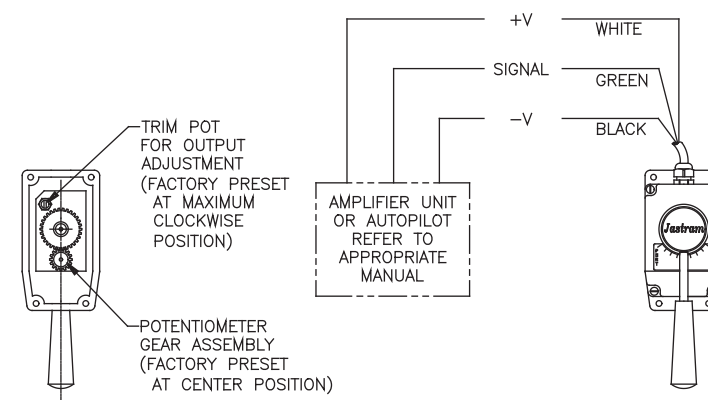 +V
WHITE
SIGNAL
GREEN
—V
BLACK
TRIM POT
FOR OUTPUT
ADJUSTMENT
(FACTORY PRESET
AT MAXIMUM
CLOCKWISE
POSITION)
AMPLIFIER UNIT
OR AUTOPILOT
REFER TO
APPROPRIATE
MANUAL
Jastram
PORT
POTENTIOMETER
GEAR ASSEMBLY
(FACTORY PRESET
AT CENTER POSITION)